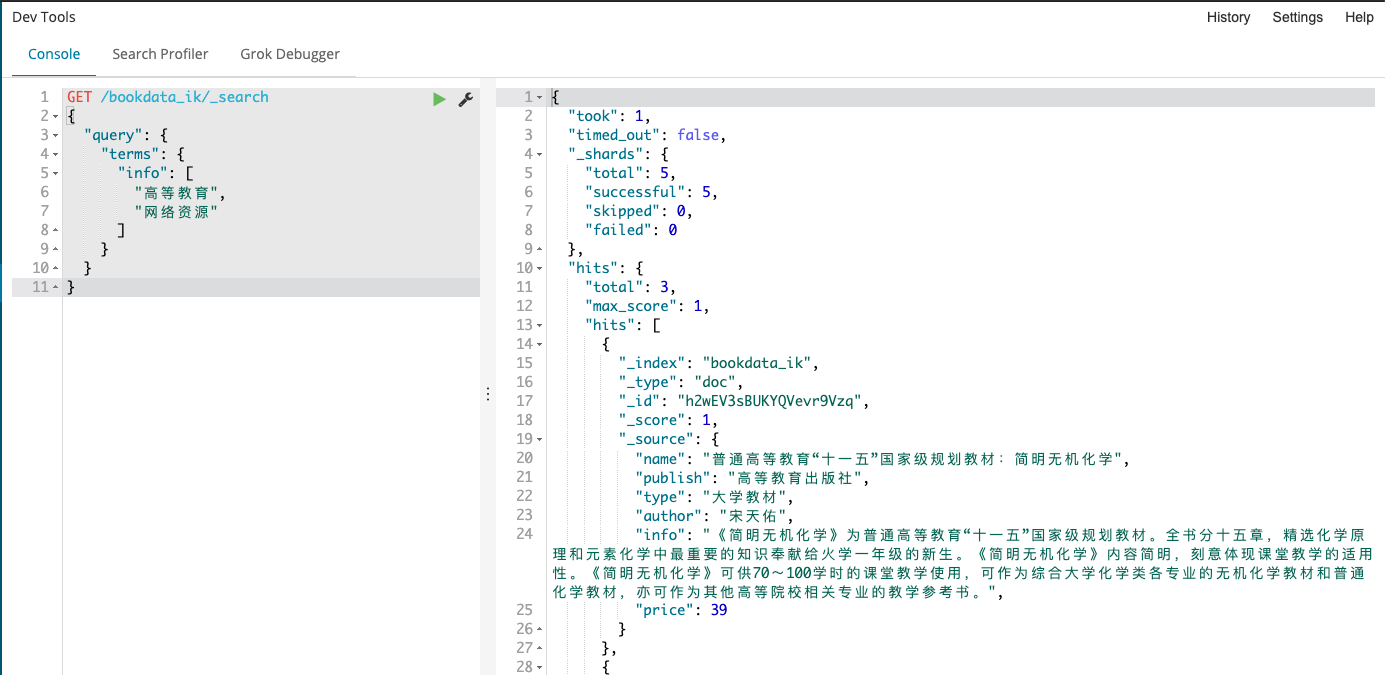 Dev Tools
History Settings Help
Console Search Profiler Grok Debugger
1 GET /bookdata_ik/_search
2 {
3 "query": {
4 "terms": {
5 "info": [
6 "高等教育",
7 "网络资源"
8 ]
9 }
10 }
11 }
1 {
2 "took": 1,
3 "timed_out": false,
4 "_shards": {
5 "total": 5,
6 "successful": 5,
7 "skipped": 0,
8 "failed": 0
9 },
10 "hits": {
11 "total": 3,
12 "max_score": 1,
13 "hits": [
14 {
15 "_index": "bookdata_ik",
16 "_type": "doc",
17 "_id": "h2wEV3sBUKYQVevr9Vzq",
18 "_score": 1,
19 "_source": {
20 "name": "普通高等教育“十一五”国家级规划教材：简明无机化学",
21 "publish": "高等教育出版社",
22 "type": "大学教材",
23 "author": "宋天佑",
24 "info": "《简明无机化学》为普通高等教育“十一五”国家级规划教材。全书分十五章，精选化学原
理和元素化学中最重要的知识奉献给火学一年级的新生。《简明无机化学》内容简明，刻意体现课堂教学的适用
性。《简明无机化学》可供70～100学时的课堂教学使用，可作为综合大学化学类各专业的无机化学教材和普通
化学教材，亦可作为其他高等院校相关专业的教学参考书。",
25 "price": 39
26 }
27 },
28 {